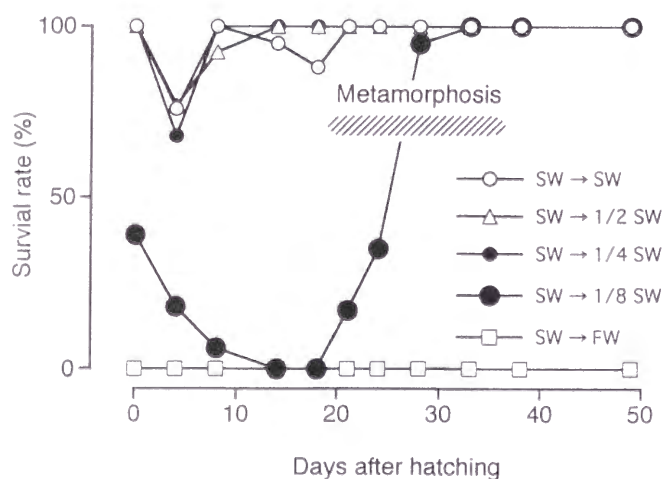 100
50
0
Survial rate (%)
Metamorphosis
SW → SW
SW → 1/2 SW
SW → 1/4 SW
SW → 1/8 SW
SW → FW
0 10 20 30 40 50
Days after hatching